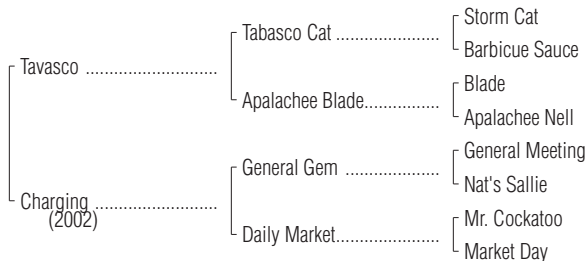 Storm Cat
Tabasco Cat ..................
Barbicue Sauce
Tavasco .......................
Blade
Apalachee Blade.............
Apalachee Nell
General Meeting
General Gem ................
Nat's Sallie
Charging .....................
(2002)
Mr. Cockatoo
Daily Market..................
Market Day